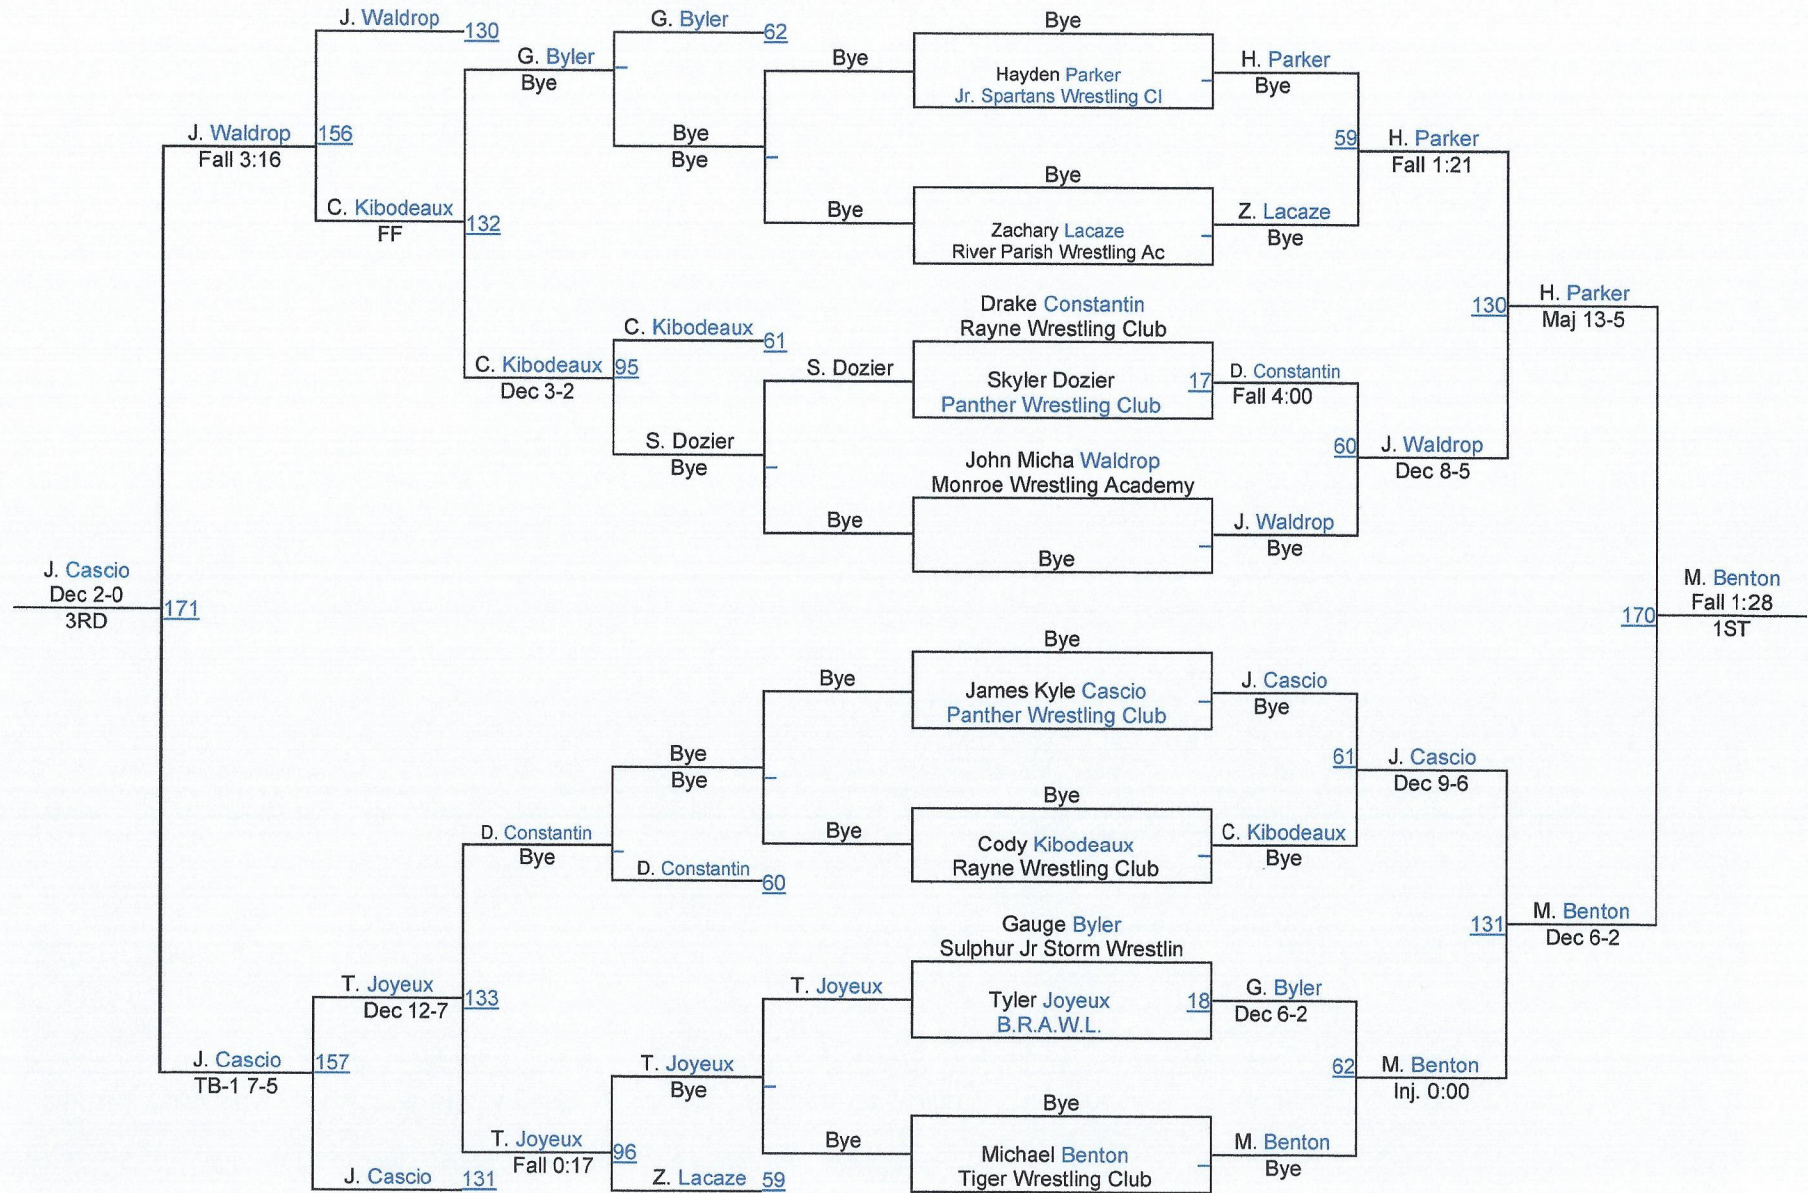 J. Waldrop
130
G. Byler
Bye
G. Byler
62
Bye
Bye
Hayden Parker
Jr. Spartans Wrestling Cl
H. Parker
Bye
J. Waldrop
Fall 3:16
156
Bye
Bye
59
H. Parker
Fall 1:21
C. Kibodeaux
FF
132
Bye
Bye
Zachary Lacaze
River Parish Wrestling Ac
Z. Lacaze
Bye
Drake Constantin
Rayne Wrestling Club
130
H. Parker
Maj 13-5
C. Kibodeaux
61
C. Kibodeaux
Dec 3-2
95
S. Dozier
Skyler Dozier
Panther Wrestling Club
17
D. Constantin
Fall 4:00
S. Dozier
Bye
John Micha Waldrop
Monroe Wrestling Academy
60
J. Waldrop
Dec 8-5
Bye
Bye
J. Waldrop
Bye
J. Cascio
Dec 2-0
3RD
171
170
M. Benton
Fall 1:28
1ST
Bye
Bye
James Kyle Cascio
Panther Wrestling Club
J. Cascio
Bye
Bye
Bye
61
J. Cascio
Dec 9-6
D. Constantin
Bye
Bye
Bye
Cody Kibodeaux
Rayne Wrestling Club
C. Kibodeaux
Bye
D. Constantin
60
Gauge Byler
Sulphur Jr Storm Wrestlin
131
M. Benton
Dec 6-2
T. Joyeux
Dec 12-7
133
T. Joyeux
Tyler Joyeux
B.R.A.W.L.
18
G. Byler
Dec 6-2
J. Cascio
TB-1 7-5
157
T. Joyeux
Bye
62
M. Benton
Inj. 0:00
Bye
T. Joyeux
Fall 0:17
96
Bye
Michael Benton
Tiger Wrestling Club
M. Benton
Bye
J. Cascio
131
Z. Lacaze
59